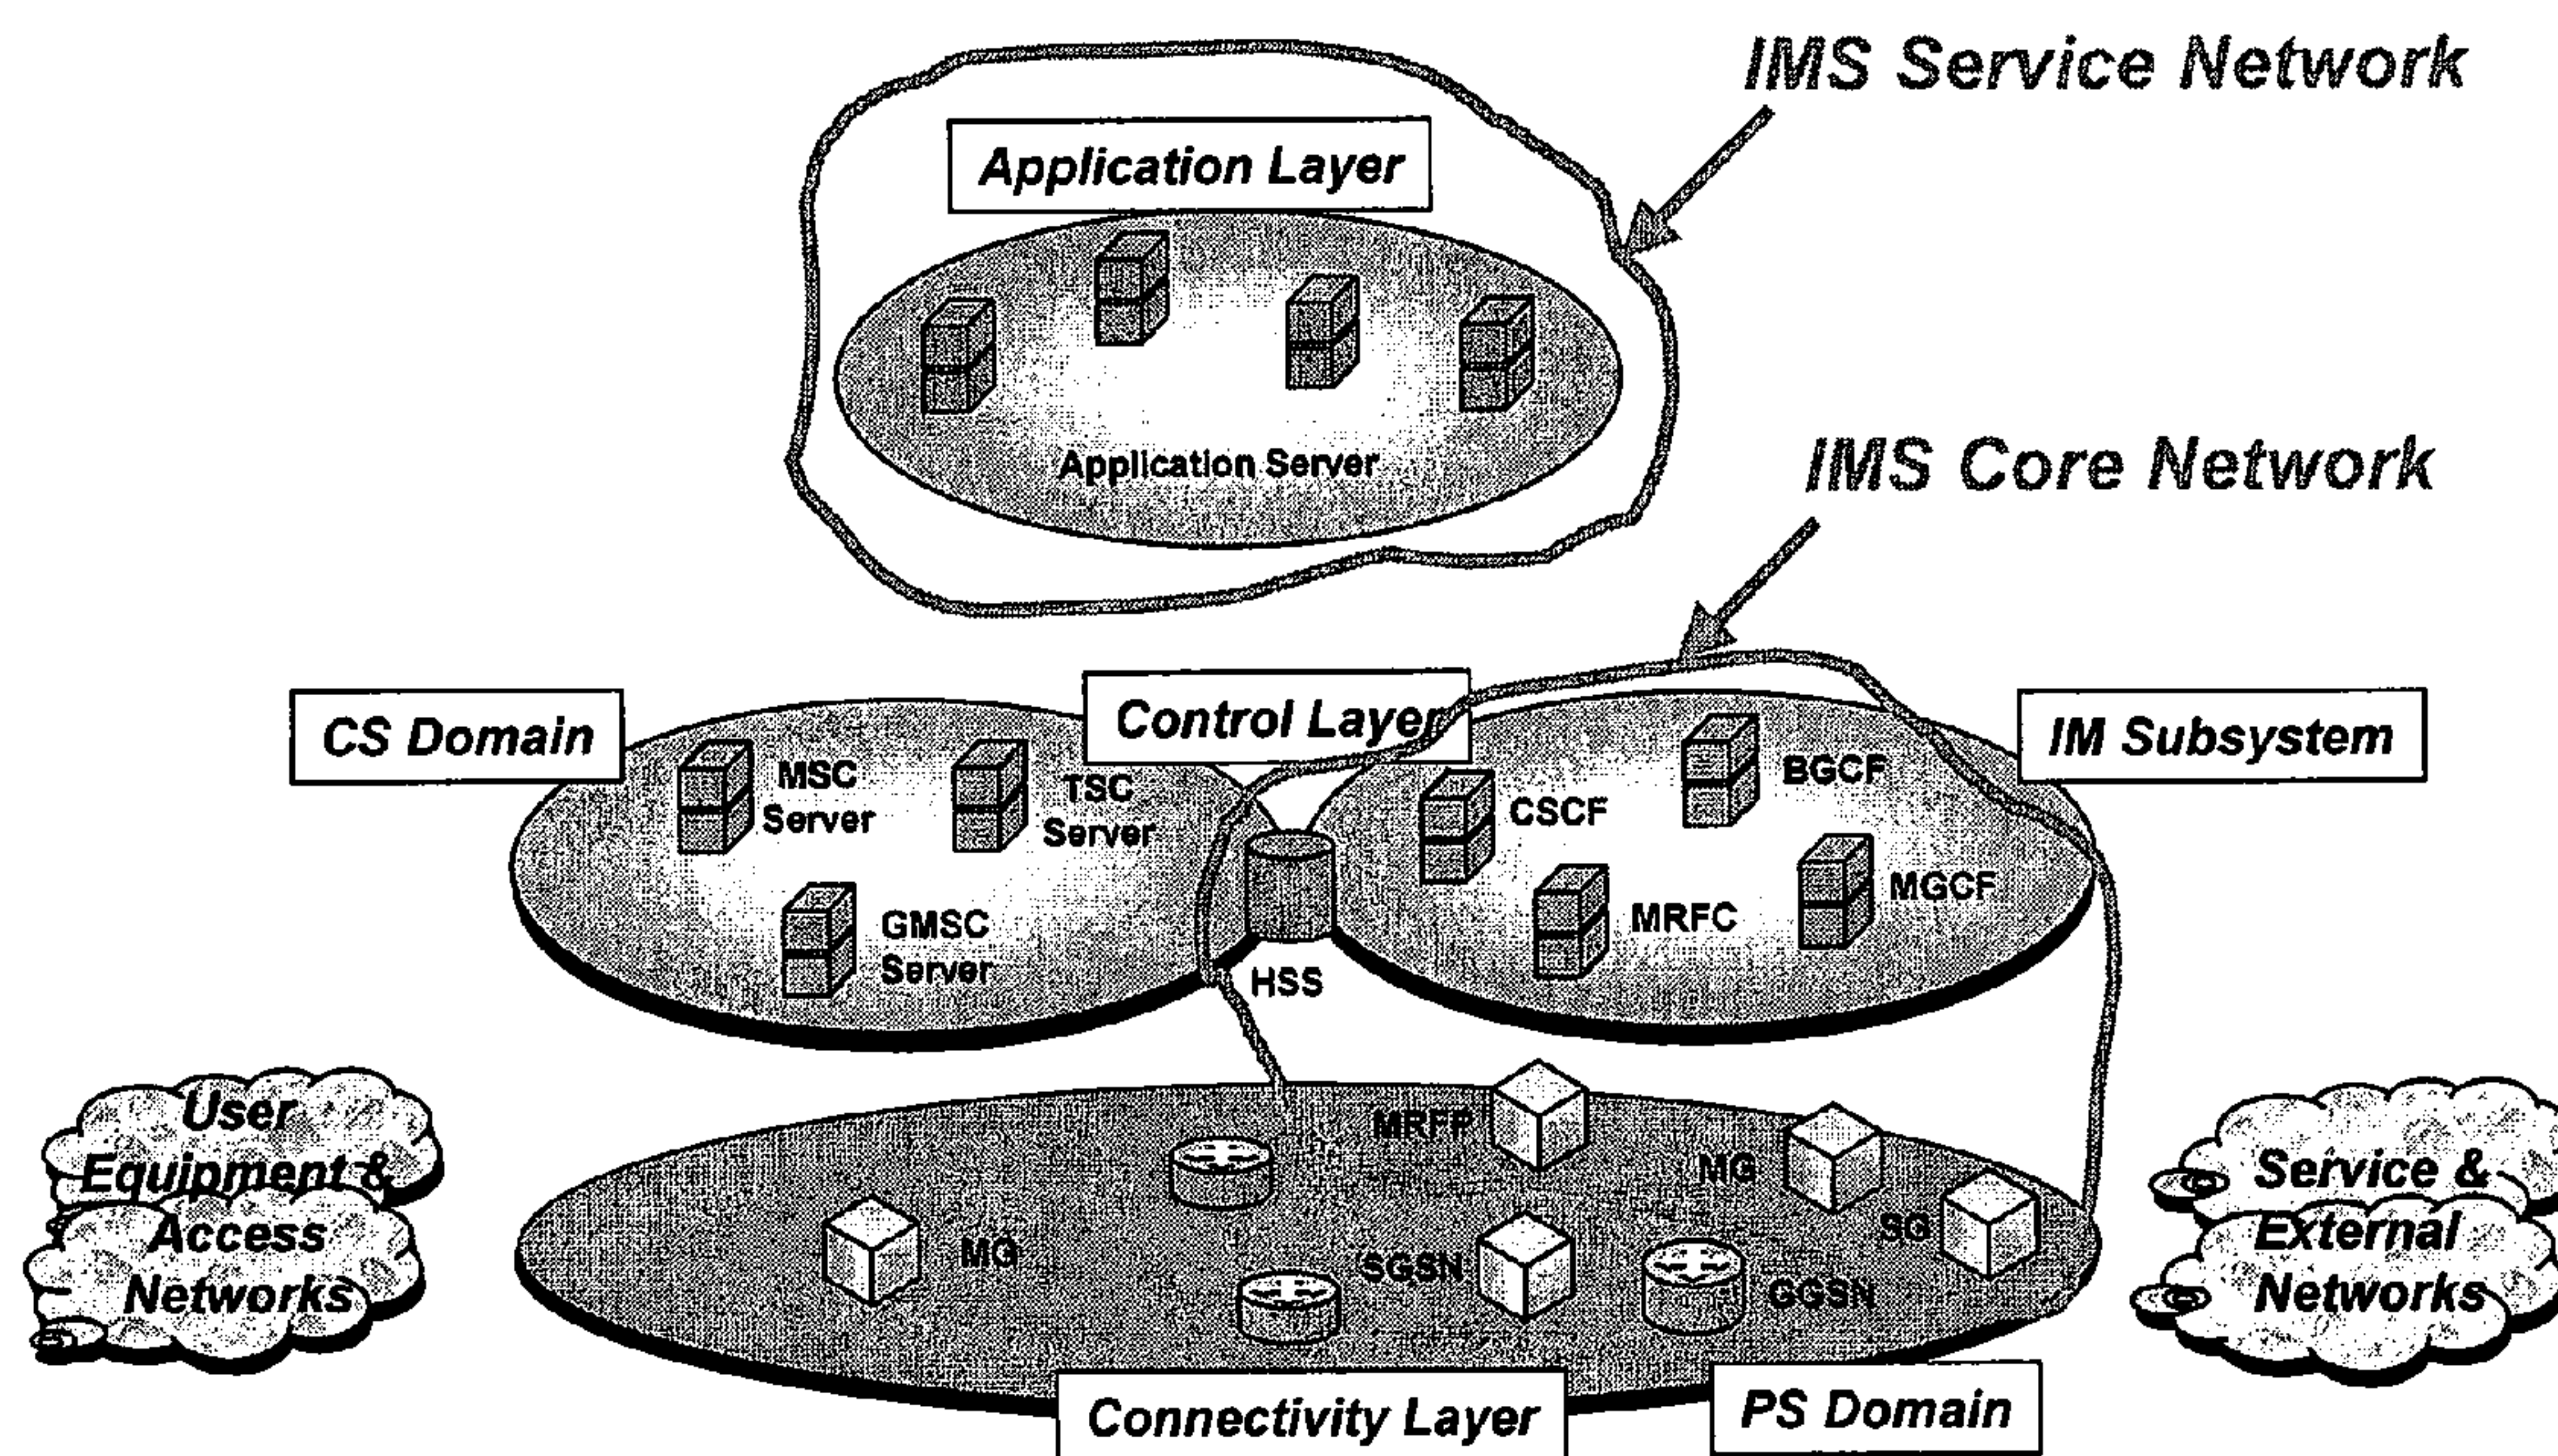 IMS Service Network
Application Layer
Application Server
IMS Core Network
CS Domain
Control Layer
IM Subsystem
MSC
Server
TSC
Server
GMSC
Server
HSS
CSCF
BGCF
MRFC
MGCF
User
Equipment &
Access
Networks
MRFP
MG
MG
SG
SGSN
GGSN
Service &
External
Networks
Connectivity Layer
PS Domain